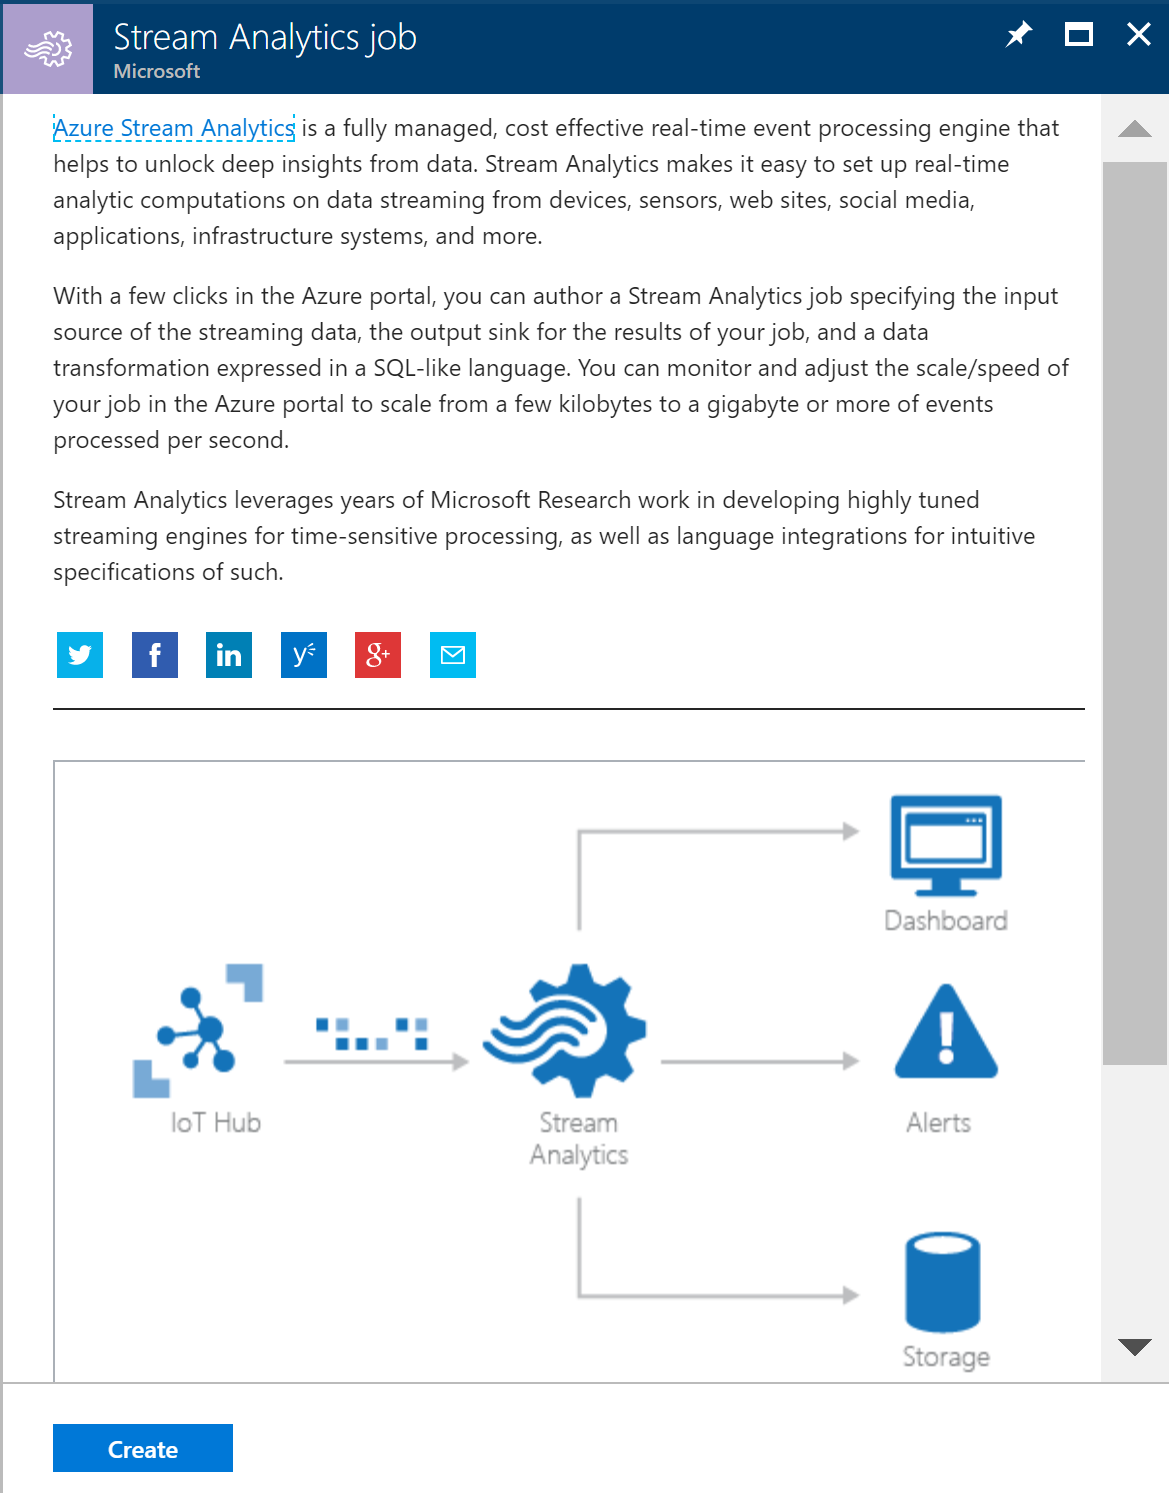 Stream Analytics job
Microsoft
Azure Stream Analytics is a fully managed, cost effective real-time event processing engine that
helps to unlock deep insights from data. Stream Analytics makes it easy to set up real-time
analytic computations on data streaming from devices, sensors, web sites, social media,
applications, infrastructure systems, and more.
With a few clicks in the Azure portal, you can author a Stream Analytics job specifying the input
source of the streaming data, the output sink for the results of your job, and a data
transformation expressed in a SQL-like language. You can monitor and adjust the scale/speed of
your job in the Azure portal to scale from a few kilobytes to a gigabyte or more of events
processed per second.
Stream Analytics leverages years of Microsoft Research work in developing highly tuned
streaming engines for time-sensitive processing, as well as language integrations for intuitive
specifications of such.
f in y g+
Dashboard
IoT Hub
Stream
Analytics
Alerts
Storage
Create